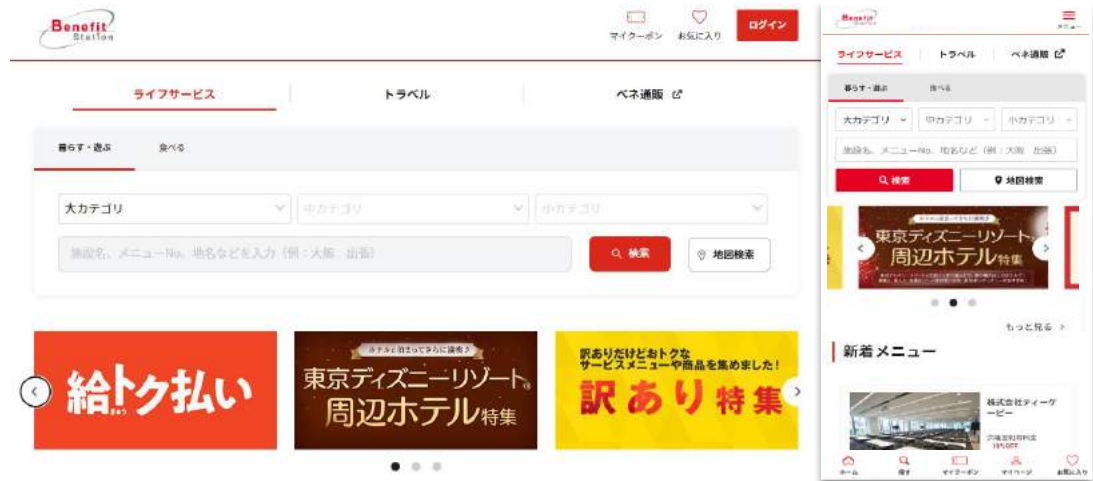 Benefit
Station
マイクーポン
お気に入り
ログイン
ライフサービス
トラベル
ベネ通販
暮らす・遊ぶ
食べる
大カテゴリ
中カテゴリ
小カテゴリ
施設名、メニューNo、地名などを入力（例：大阪　出張）
検索
地図検索
給トク払い
きゅう
東京ディズニーリゾート®
周辺ホテル特集
訳ありだけどおトクな
サービスメニューや商品を集めました！
訳あり特集
Benefit
Station
メニュー
ライフサービス
トラベル
ベネ通販
暮らす・遊ぶ
食べる
大カテゴリ
中カテゴリ
小カテゴリ
施設名、メニューNo、地名など（例：大阪　出張）
検索
地図検索
東京ディズニーリゾート®
周辺ホテル特集
もっと見る
新着メニュー
株式会社ティーケーピー
10%OFF
ホーム
探す
マイクーポン
マイページ
お気に入り